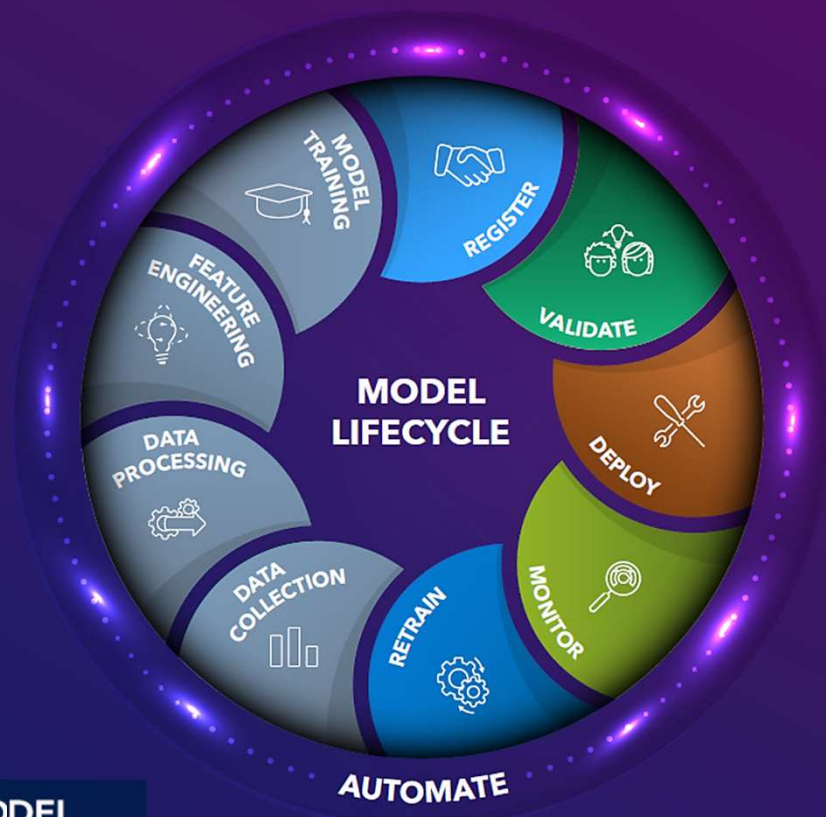 MODEL
TRAINING
REGISTER
VALIDATE
FEATURE
ENGINEERING
MODEL
LIFECYCLE
DEPLOY
DATA
PROCESSING
DATA
COLLECTION
RETRAIN
MONITOR
AUTOMATE